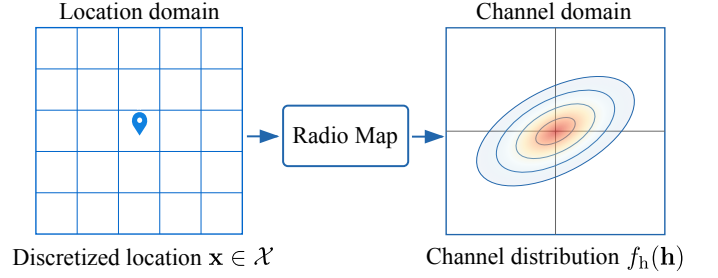 Location domain
Channel domain
Radio Map
Discretized location x ∈ 𝒳
Channel distribution f_h(h)